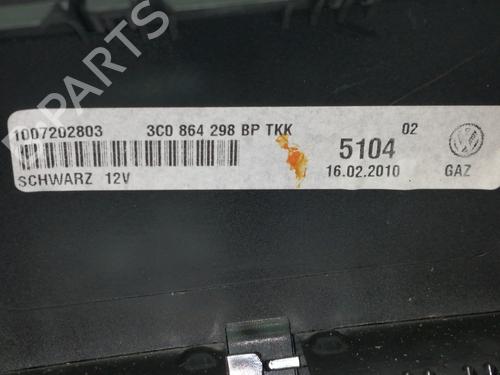 1007202803 3C0 864 298 BP TKK
5104 02
SCHWARZ 12V
16.02.2010 GAZ
PARTS